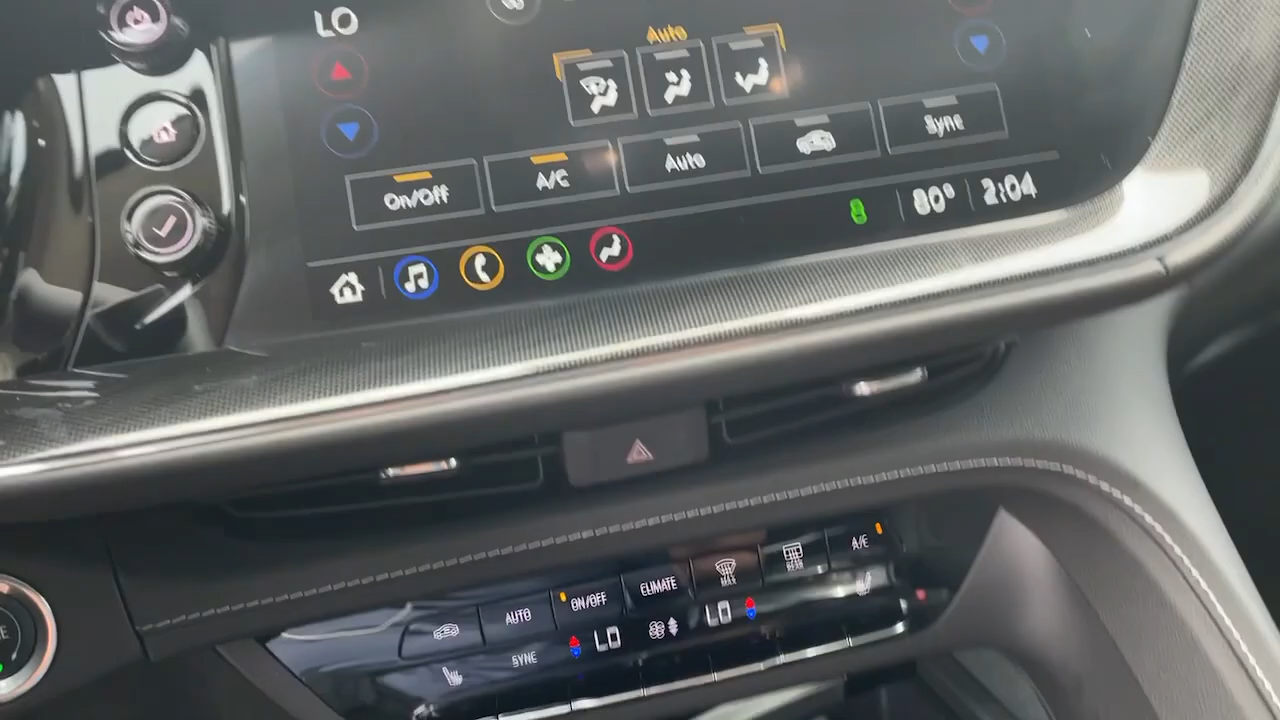 LO
Auto
On/Off
A/C
Auto
Sync
80° 2:04
AUTO
ON/OFF
CLIMATE
MAX
REAR
A/C
SYNC
LO
LO